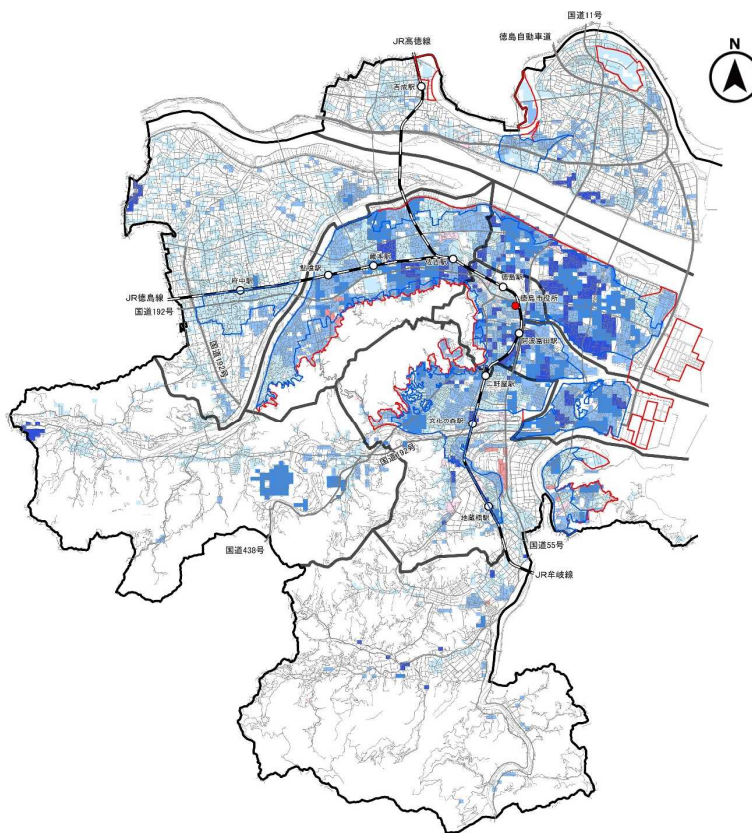 国道11号
徳島自動車道
JR高徳線
N
吉成駅
鮎喰駅
蔵本駅
佐古駅
府中駅
徳島駅
JR徳島線
徳島市役所
国道192号
阿波富田駅
国道192号
二軒屋駅
文化の森駅
国道192号
地蔵橋駅
国道438号
国道55号
JR牟岐線